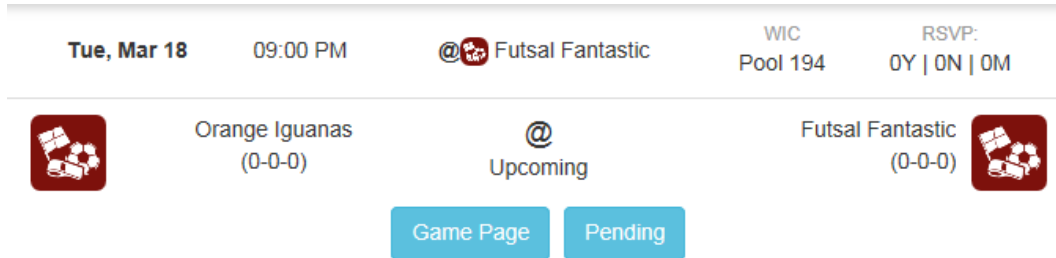 Tue, Mar 18 09:00 PM @ Futsal Fantastic WIC RSVP:
Pool 194 0Y | 0N | 0M
Orange Iguanas @ Futsal Fantastic
(0-0-0) Upcoming (0-0-0)
Game Page Pending